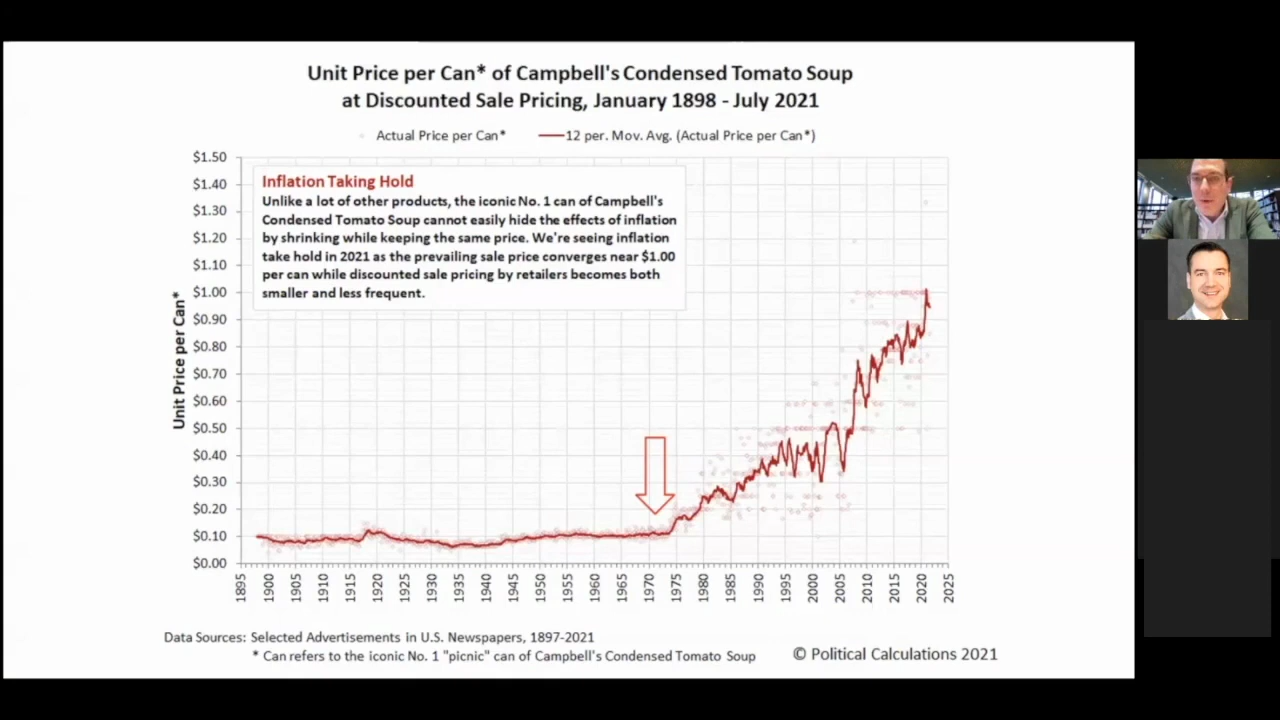 Unit Price per Can* of Campbell's Condensed Tomato Soup
at Discounted Sale Pricing, January 1898 - July 2021
Actual Price per Can*
12 per. Mov. Avg. (Actual Price per Can*)
Unit Price per Can*
$1.50
$1.40
$1.30
$1.20
$1.10
$1.00
$0.90
$0.80
$0.70
$0.60
$0.50
$0.40
$0.30
$0.20
$0.10
$0.00
Inflation Taking Hold
Unlike a lot of other products, the iconic No. 1 can of Campbell's
Condensed Tomato Soup cannot easily hide the effects of inflation
by shrinking while keeping the same price. We're seeing inflation
take hold in 2021 as the prevailing sale price converges near $1.00
per can while discounted sale pricing by retailers becomes both
smaller and less frequent.
1895
1900
1905
1910
1915
1920
1925
1930
1935
1940
1945
1950
1955
1960
1965
1970
1975
1980
1985
1990
1995
2000
2005
2010
2015
2020
2025
Data Sources: Selected Advertisements in U.S. Newspapers, 1897-2021
* Can refers to the iconic No. 1 "picnic" can of Campbell's Condensed Tomato Soup
© Political Calculations 2021